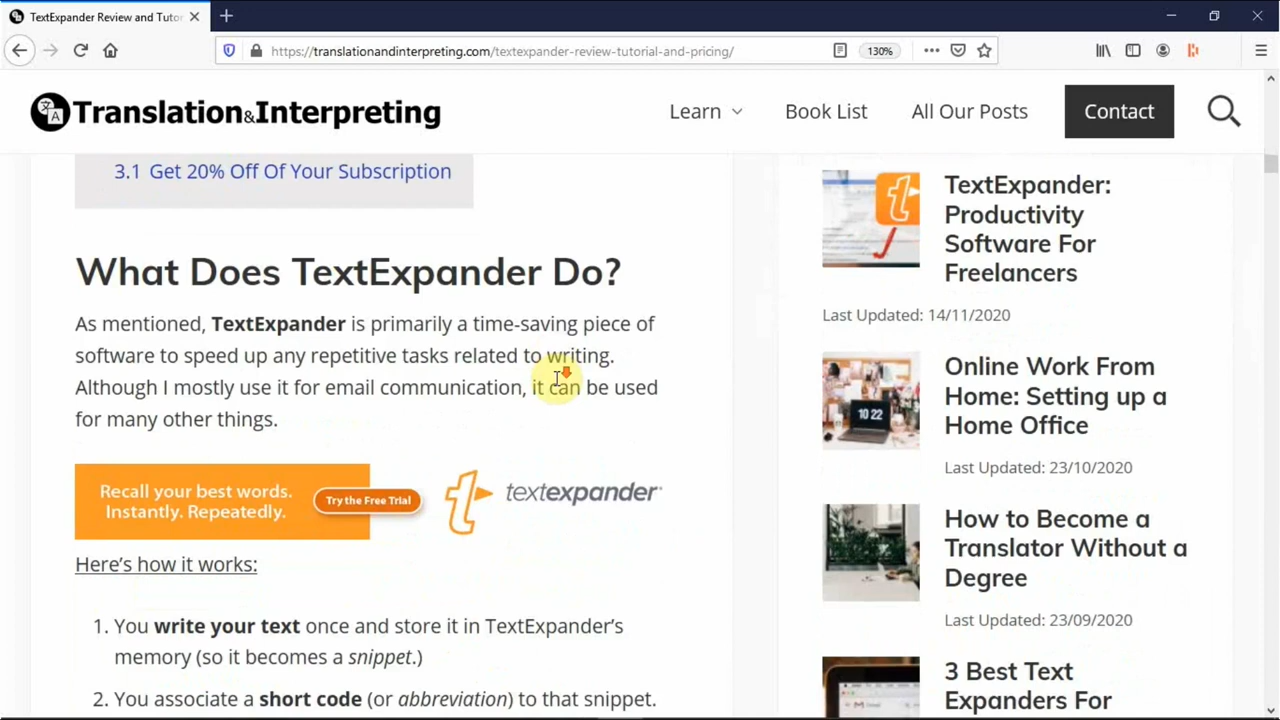 TextExpander Review and Tutor
https://translationandinterpreting.com/textexpander-review-tutorial-and-pricing/
130%
Translation&Interpreting
Learn
Book List
All Our Posts
Contact
3.1 Get 20% Off Of Your Subscription
What Does TextExpander Do?
As mentioned, TextExpander is primarily a time-saving piece of
software to speed up any repetitive tasks related to writing.
Although I mostly use it for email communication, it can be used
for many other things.
Recall your best words.
Instantly. Repeatedly.
Try the Free Trial
textexpander
Here's how it works:
1. You write your text once and store it in TextExpander's
memory (so it becomes a snippet.)
2. You associate a short code (or abbreviation) to that snippet.
TextExpander:
Productivity
Software For
Freelancers
Last Updated: 14/11/2020
10 22
Online Work From
Home: Setting up a
Home Office
Last Updated: 23/10/2020
How to Become a
Translator Without a
Degree
Last Updated: 23/09/2020
3 Best Text
Expanders For